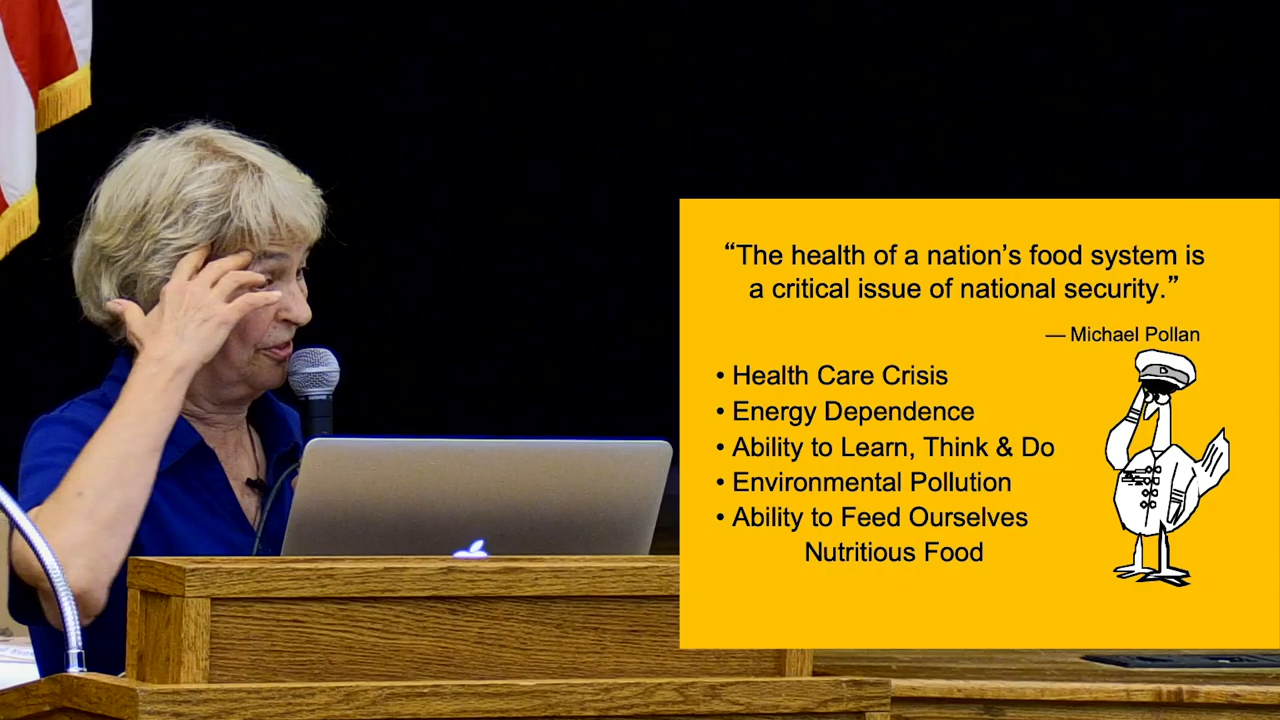 “The health of a nation’s food system is
a critical issue of national security.”
— Michael Pollan
• Health Care Crisis
• Energy Dependence
• Ability to Learn, Think & Do
• Environmental Pollution
• Ability to Feed Ourselves
Nutritious Food